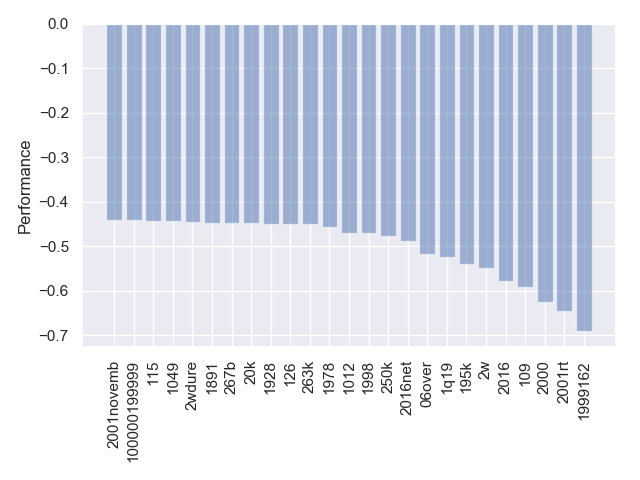 0.0
−0.1
−0.2
−0.3
−0.4
−0.5
−0.6
−0.7
Performance
2001novemb
100000199999
115
1049
2wdure
1891
267b
20k
1928
126
263k
1978
1012
1998
250k
2016net
06over
1q19
195k
2w
2016
109
2000
2001rt
1999162